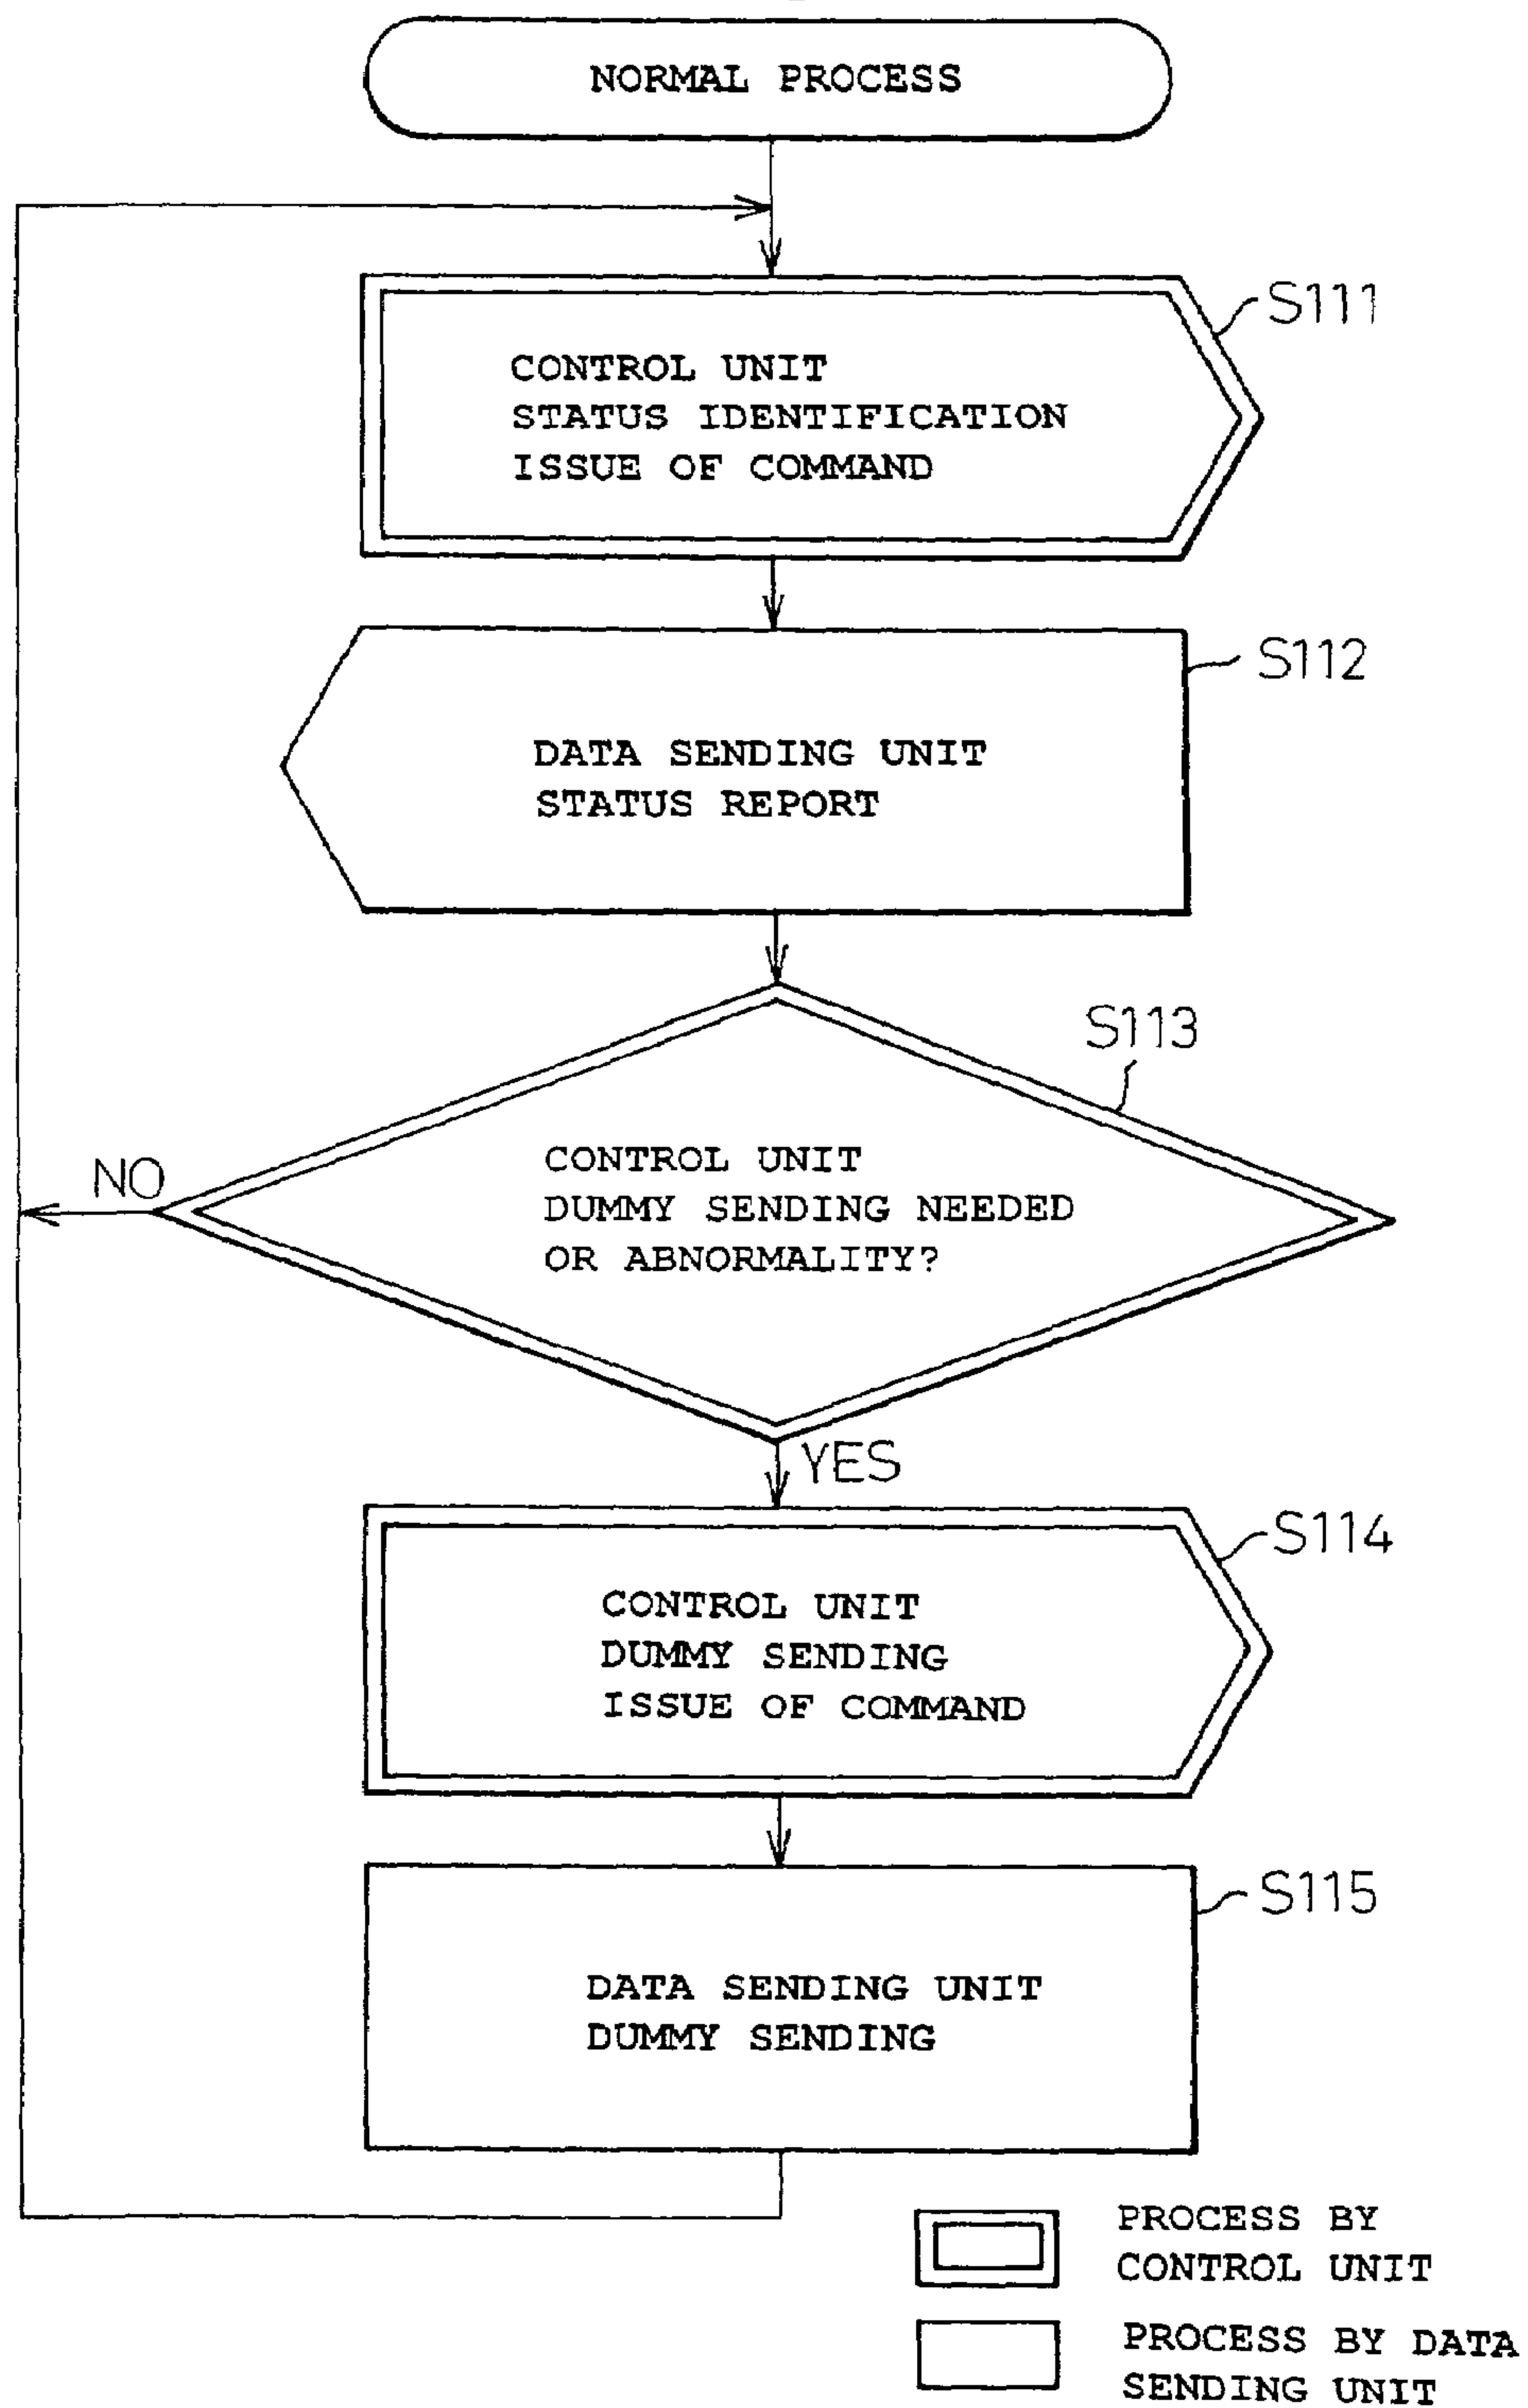 NORMAL PROCESS
S111
CONTROL UNIT
STATUS IDENTIFICATION
ISSUE OF COMMAND
S112
DATA SENDING UNIT
STATUS REPORT
S113
CONTROL UNIT
DUMMY SENDING NEEDED
OR ABNORMALITY?
NO
YES
S114
CONTROL UNIT
DUMMY SENDING
ISSUE OF COMMAND
S115
DATA SENDING UNIT
DUMMY SENDING
PROCESS BY
CONTROL UNIT
PROCESS BY DATA
SENDING UNIT